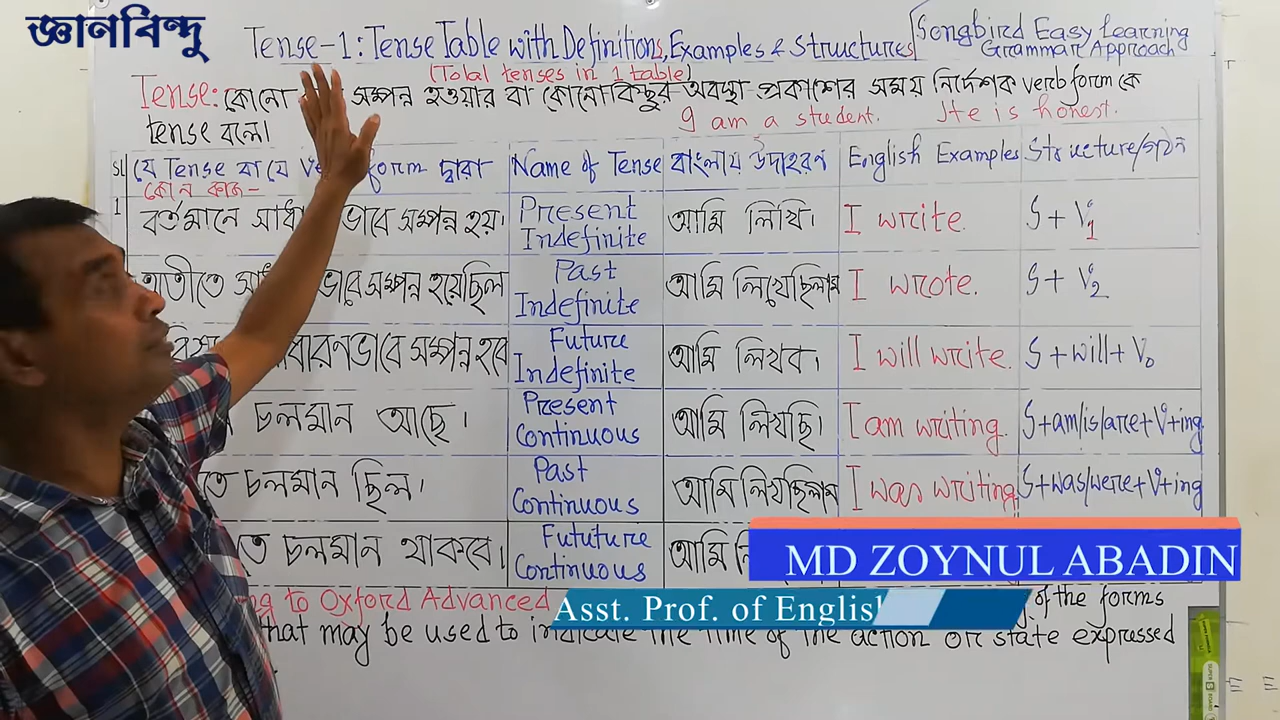 জ্ঞানবিন্দু
Tense-1: Tense Table with Definitions, Examples & Structures
Songbird Easy Learning
Grammar Approach
(Total tenses in 1 table)
Tense: কোনো সম্পন্ন হওয়ার বা কোনোকিছুর অবস্থা প্রকাশের সময় নির্দেশক verb form কে
tense বলে।
I am a student. He is honest.
SL যে Tense বা যে form দ্বারা Name of Tense বাংলায় উদাহরণ English Examples Structure/গঠন
কোন কাজ-
1 বর্তমানে সম্পন্ন হয়। Present Indefinite আমি লিখি। I write. S + V1
অতীতে সম্পন্ন হয়েছিল Past Indefinite আমি লিখেছিলাম I wrote. S + V2
সম্পন্ন হবে Future Indefinite আমি লিখব। I will write. S + will + V0
চলমান আছে। Present Continuous আমি লিখছি। I am writing. S+am/is/are+V+ing
চলমান ছিল। Past Continuous আমি লিখছিলাম I was writing S+was/were+V+ing
চলমান থাকবে। Fututure Continuous আমি
MD ZOYNUL ABADIN
to Oxford Advanced of the forms
Asst. Prof. of English
that may be used to indicate the time of the action or state expressed